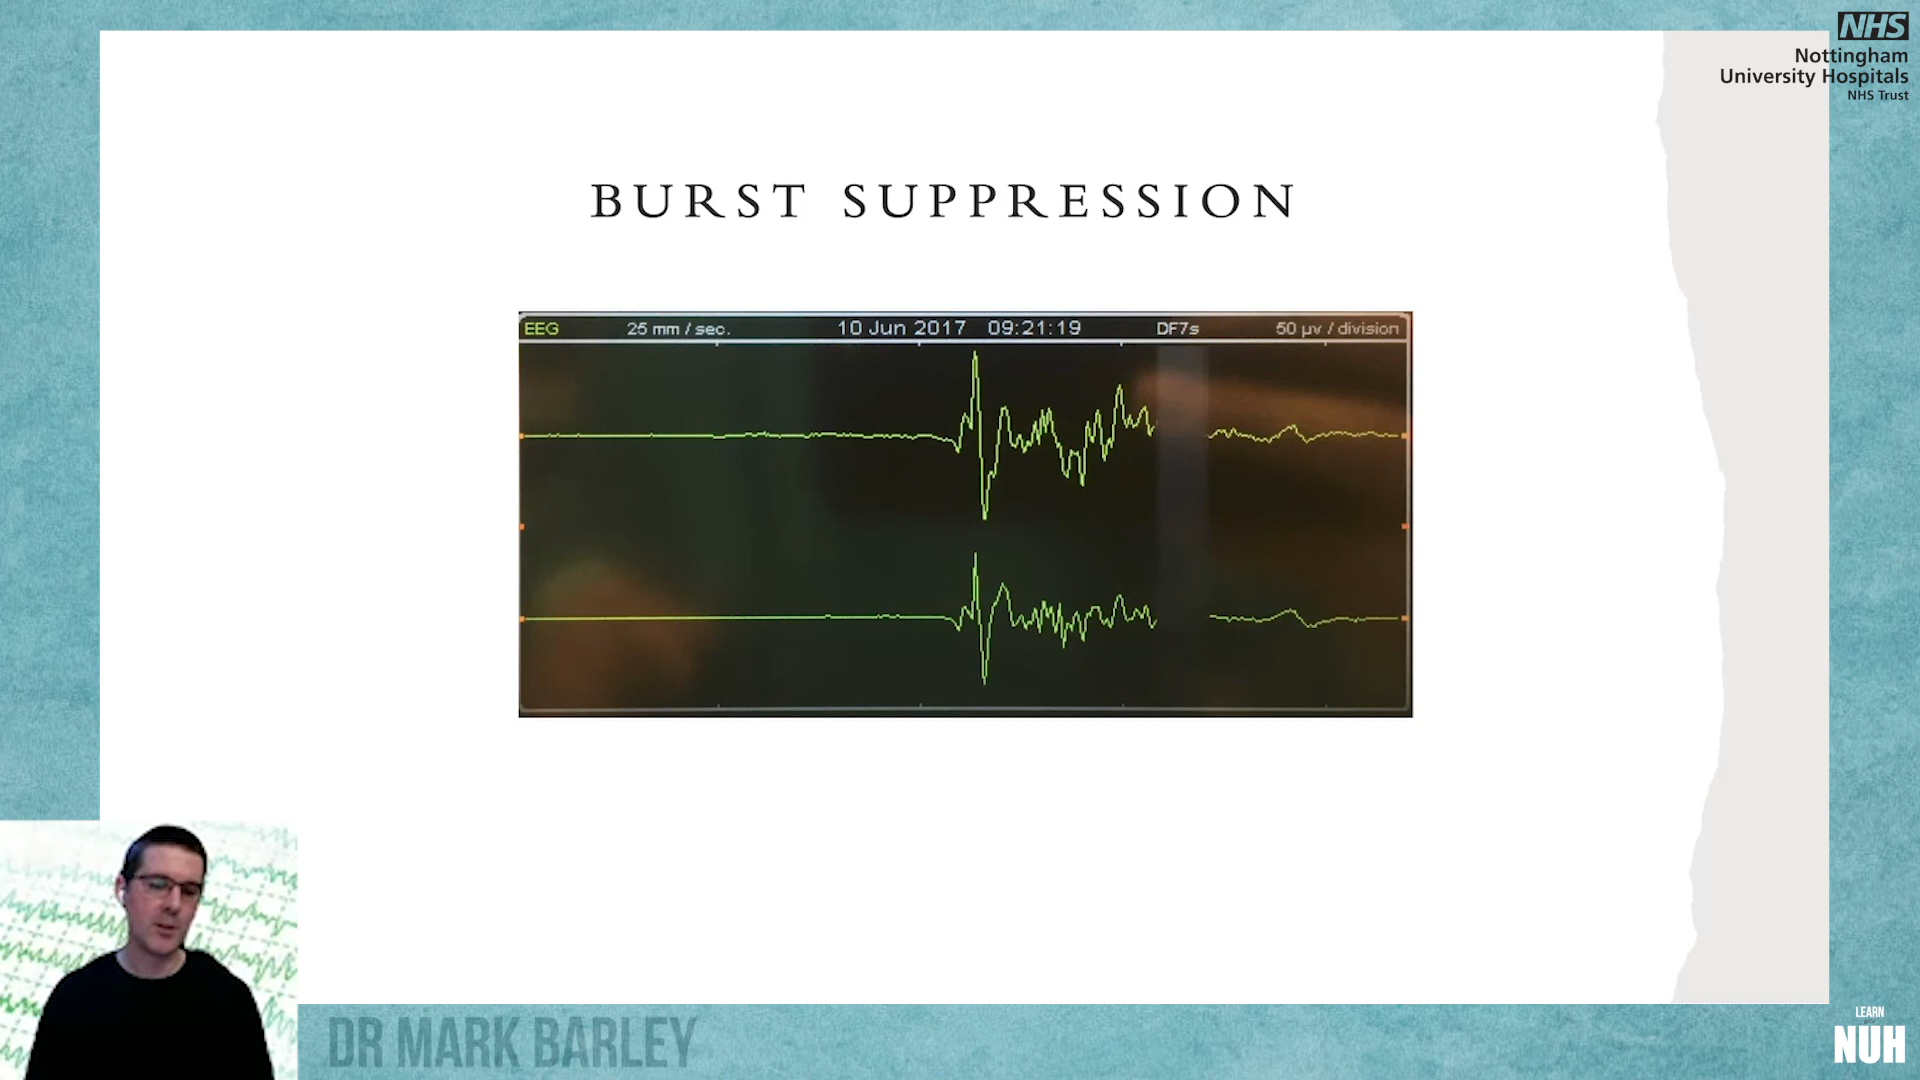 NHS
Nottingham
University Hospitals
NHS Trust
BURST SUPPRESSION
EEG 25 mm / sec. 10 Jun 2017 09:21:19 DF7s 50 µv / division
DR MARK BARLEY
LEARN
NUH